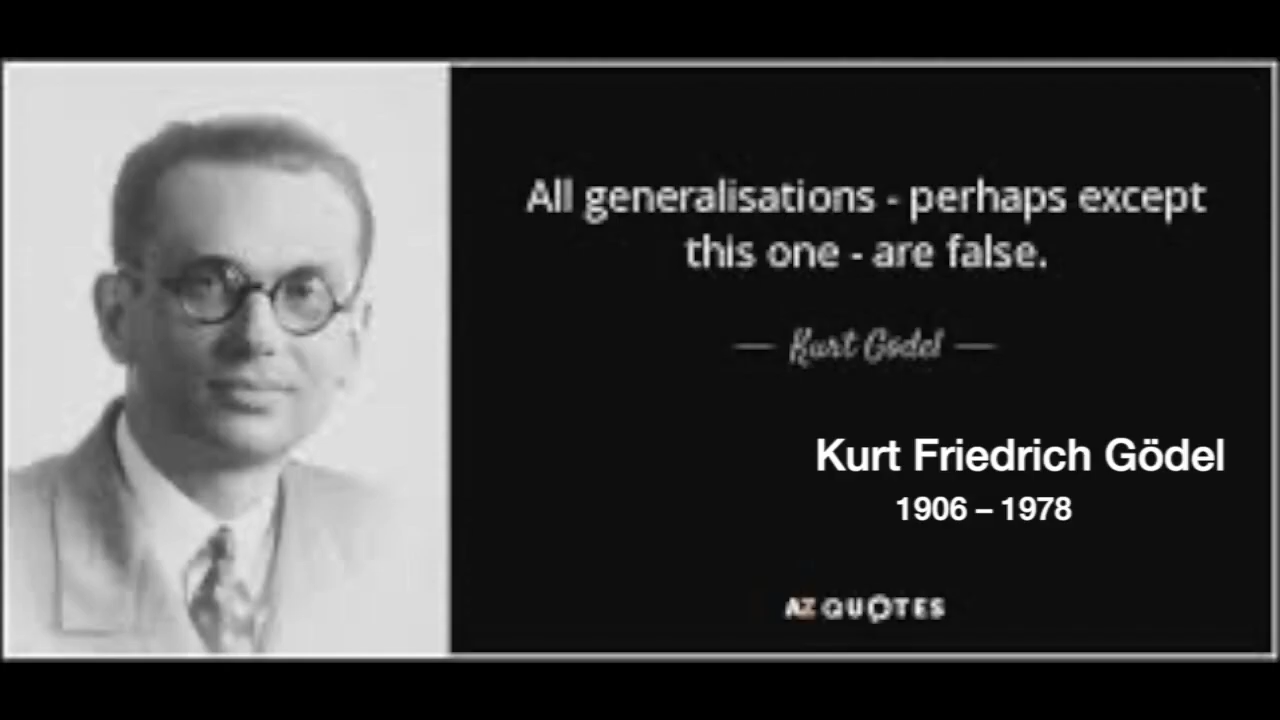 All generalisations - perhaps except
this one - are false.
— Kurt Gödel —
Kurt Friedrich Gödel
1906 – 1978
AZ QUOTES